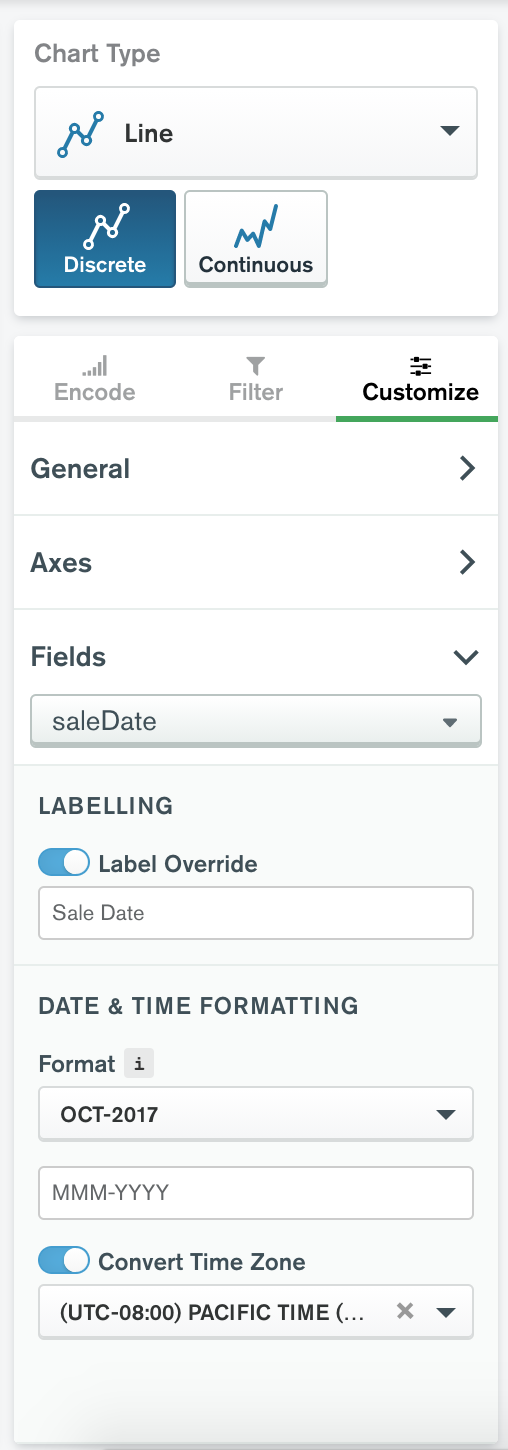 Chart Type
Line
Discrete Continuous
Encode Filter Customize
General
Axes
Fields
saleDate
LABELLING
Label Override
Sale Date
DATE & TIME FORMATTING
Format i
OCT-2017
MMM-YYYY
Convert Time Zone
(UTC-08:00) PACIFIC TIME (...